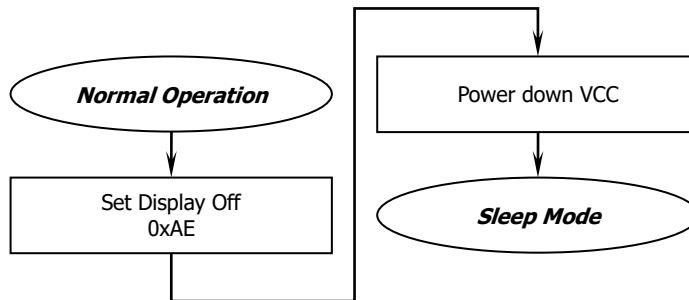 Normal Operation
Set Display Off
0xAE
Power down VCC
Sleep Mode